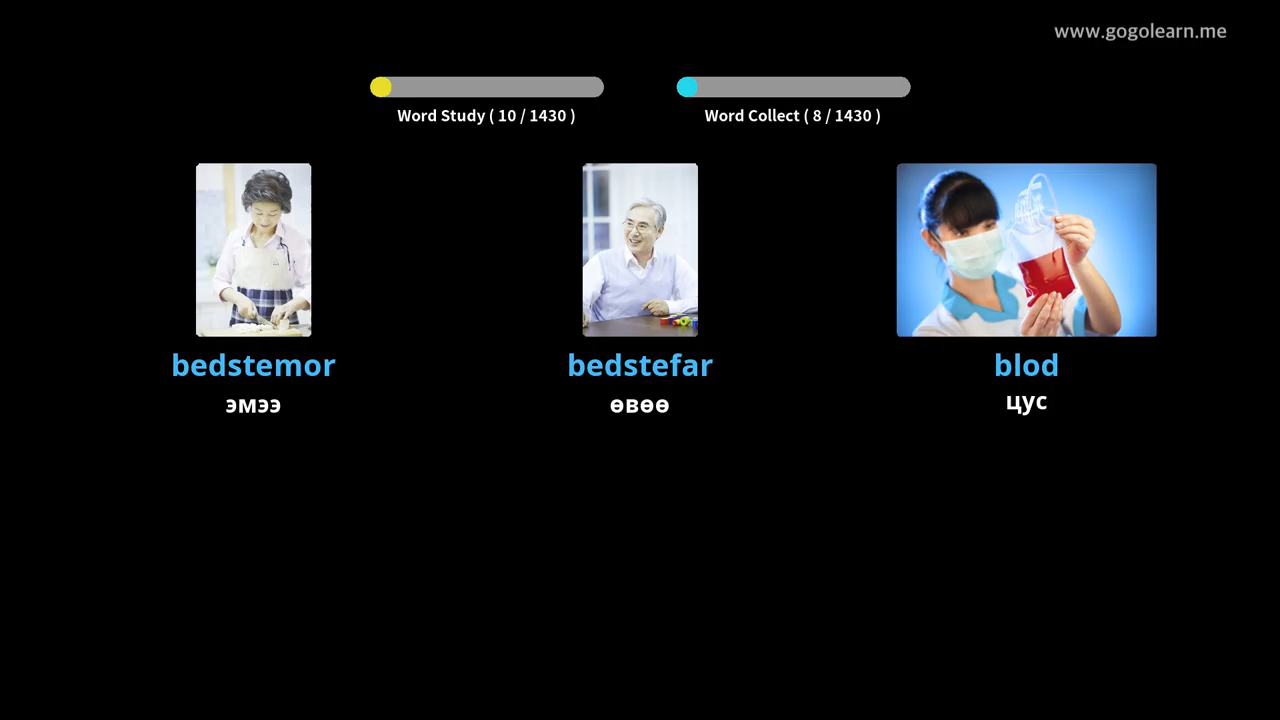 www.gogolearn.me
Word Study ( 10 / 1430 )
Word Collect ( 8 / 1430 )
bedstemor
bedstefar
blod
эмээ
өвөө
цус